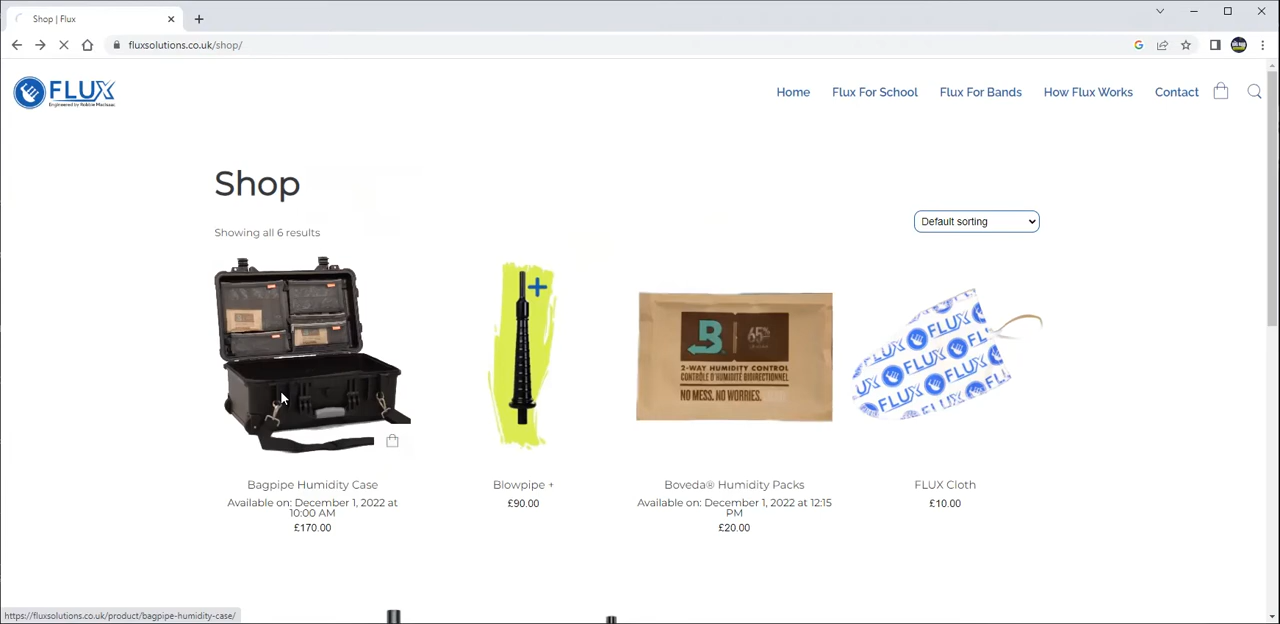 Shop | Flux
fluxsolutions.co.uk/shop/
FLUX
Engineered by Robbie MacIsaac
Home
Flux For School
Flux For Bands
How Flux Works
Contact
Shop
Showing all 6 results
Default sorting
B
65%
2-WAY HUMIDITY CONTROL
CONTRÔLE D'HUMIDITÉ BIDIRECTIONNEL
NO MESS. NO WORRIES.
FLUX
FLUX
FLUX
FLUX
FLUX
Bagpipe Humidity Case
Available on: December 1, 2022 at
10:00 AM
£170.00
Blowpipe +
£90.00
Boveda® Humidity Packs
Available on: December 1, 2022 at 12:15
PM
£20.00
FLUX Cloth
£10.00
https://fluxsolutions.co.uk/product/bagpipe-humidity-case/